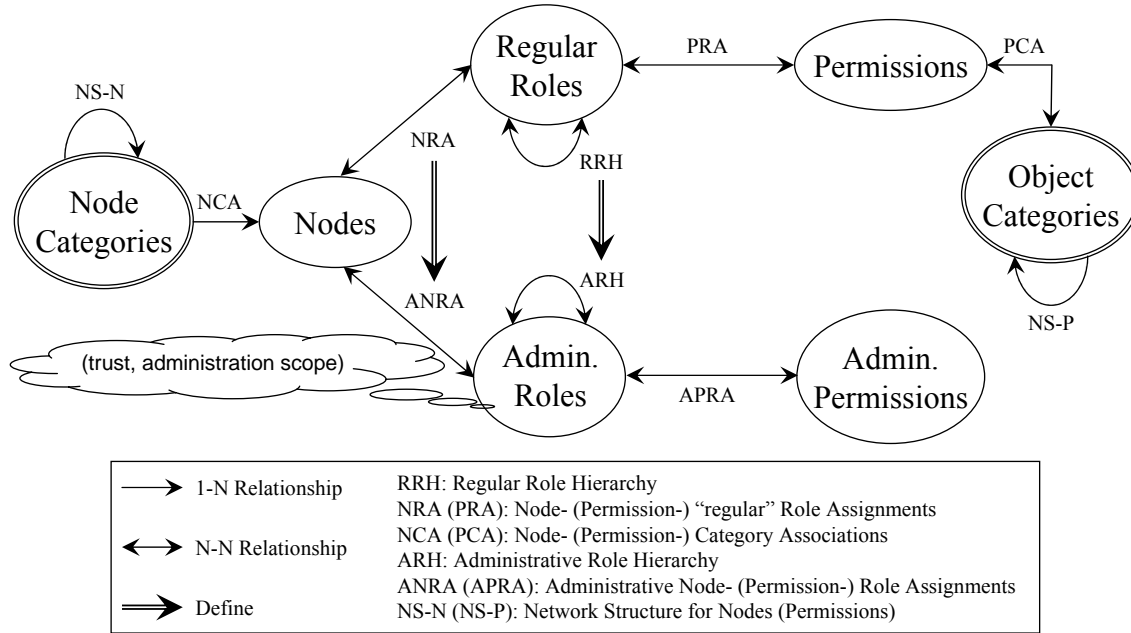 Regular
Roles
PRA
Permissions
PCA
NS-N
NRA
RRH
Node
Categories
NCA
Nodes
Object
Categories
ANRA
ARH
NS-P
(trust, administration scope)
Admin.
Roles
APRA
Admin.
Permissions
1-N Relationship
N-N Relationship
Define
RRH: Regular Role Hierarchy
NRA (PRA): Node- (Permission-) “regular” Role Assignments
NCA (PCA): Node- (Permission-) Category Associations
ARH: Administrative Role Hierarchy
ANRA (APRA): Administrative Node- (Permission-) Role Assignments
NS-N (NS-P): Network Structure for Nodes (Permissions)